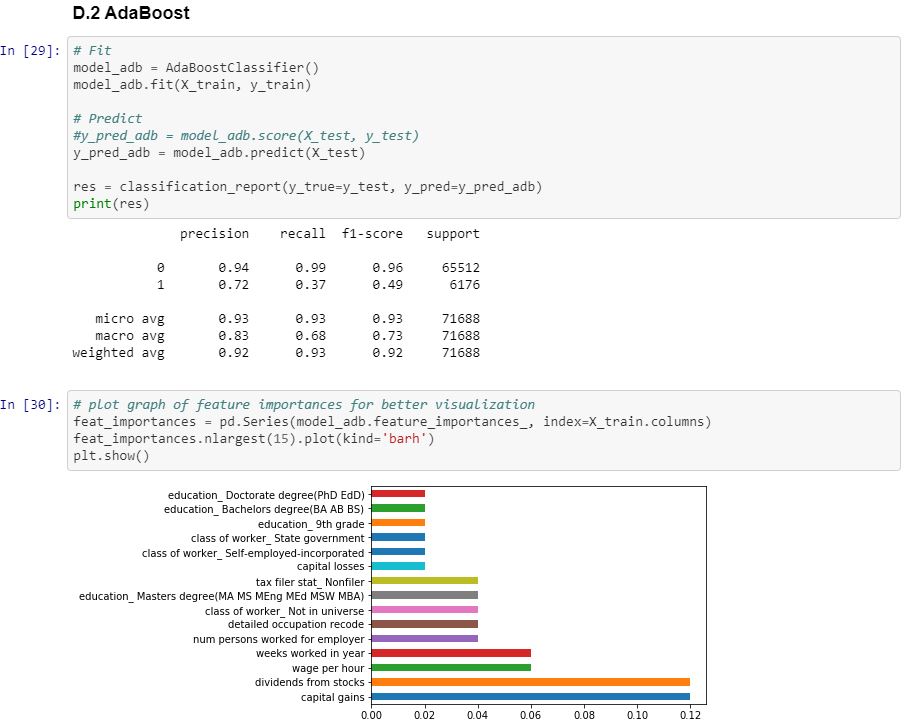 D.2 AdaBoost
In [29]: # Fit
model_adb = AdaBoostClassifier()
model_adb.fit(X_train, y_train)
# Predict
#y_pred_adb = model_adb.score(X_test, y_test)
y_pred_adb = model_adb.predict(X_test)
res = classification_report(y_true=y_test, y_pred=y_pred_adb)
print(res)
precision recall f1-score support
0 0.94 0.99 0.96 65512
1 0.72 0.37 0.49 6176
micro avg 0.93 0.93 0.93 71688
macro avg 0.83 0.68 0.73 71688
weighted avg 0.92 0.93 0.92 71688
In [30]: # plot graph of feature importances for better visualization
feat_importances = pd.Series(model_adb.feature_importances_, index=X_train.columns)
feat_importances.nlargest(15).plot(kind='barh')
plt.show()
education_ Doctorate degree(PhD EdD)
education_ Bachelors degree(BA AB BS)
education_ 9th grade
class of worker_ State government
class of worker_ Self-employed-incorporated
capital losses
tax filer stat_ Nonfiler
education_ Masters degree(MA MS MEng MEd MSW MBA)
class of worker_ Not in universe
detailed occupation recode
num persons worked for employer
weeks worked in year
wage per hour
dividends from stocks
capital gains
0.00 0.02 0.04 0.06 0.08 0.10 0.12